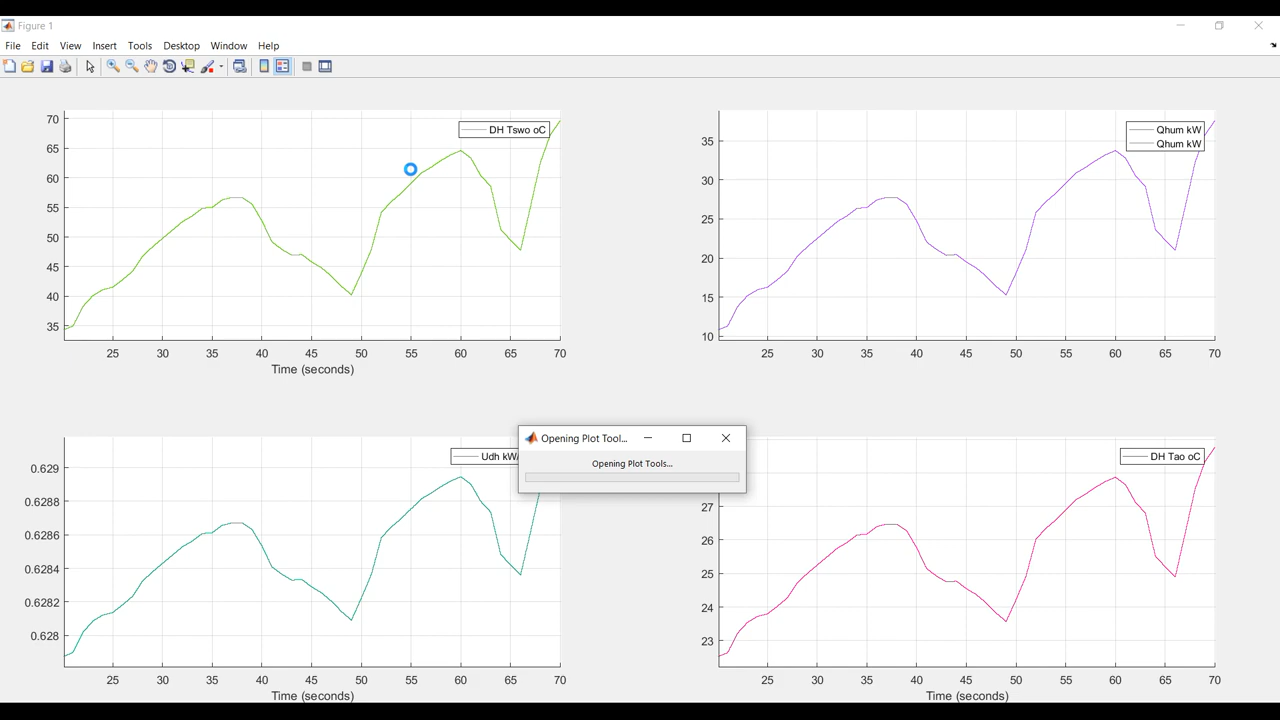 Figure 1
File Edit View Insert Tools Desktop Window Help
70
65
60
55
50
45
40
35
DH Tswo oC
25 30 35 40 45 50 55 60 65 70
Time (seconds)
35
30
25
20
15
10
Qhum kW
Qhum kW
25 30 35 40 45 50 55 60 65 70
Opening Plot Tool...
Opening Plot Tools...
0.629
0.6288
0.6286
0.6284
0.6282
0.628
Udh kW/
25 30 35 40 45 50 55 60 65 70
Time (seconds)
27
26
25
24
23
DH Tao oC
25 30 35 40 45 50 55 60 65 70
Time (seconds)